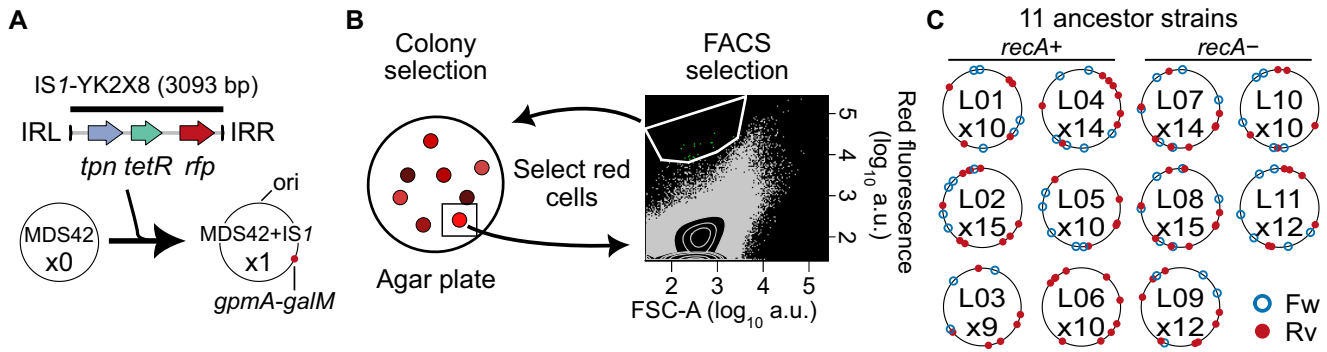 A
IS1-YK2X8 (3093 bp)
IRL
IRR
tpn tetR rfp
ori
MDS42
x0
MDS42+IS1
x1
gpmA-galM
B
Colony
selection
FACS
selection
Select red
cells
Agar plate
5
4
3
2
2 3 4 5
FSC-A (log10 a.u.)
Red fluorescence
(log10 a.u.)
C
11 ancestor strains
recA+ recA−
L01
x10
L04
x14
L07
x14
L10
x10
L02
x15
L05
x10
L08
x15
L11
x12
L03
x9
L06
x10
L09
x12
Fw
Rv